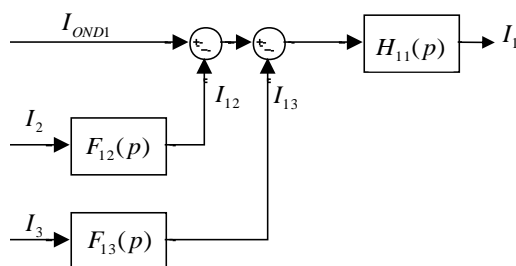 I_OND1
+ -
+ -
H_11(p)
I_1
I_12
I_13
I_2
F_12(p)
I_3
F_13(p)